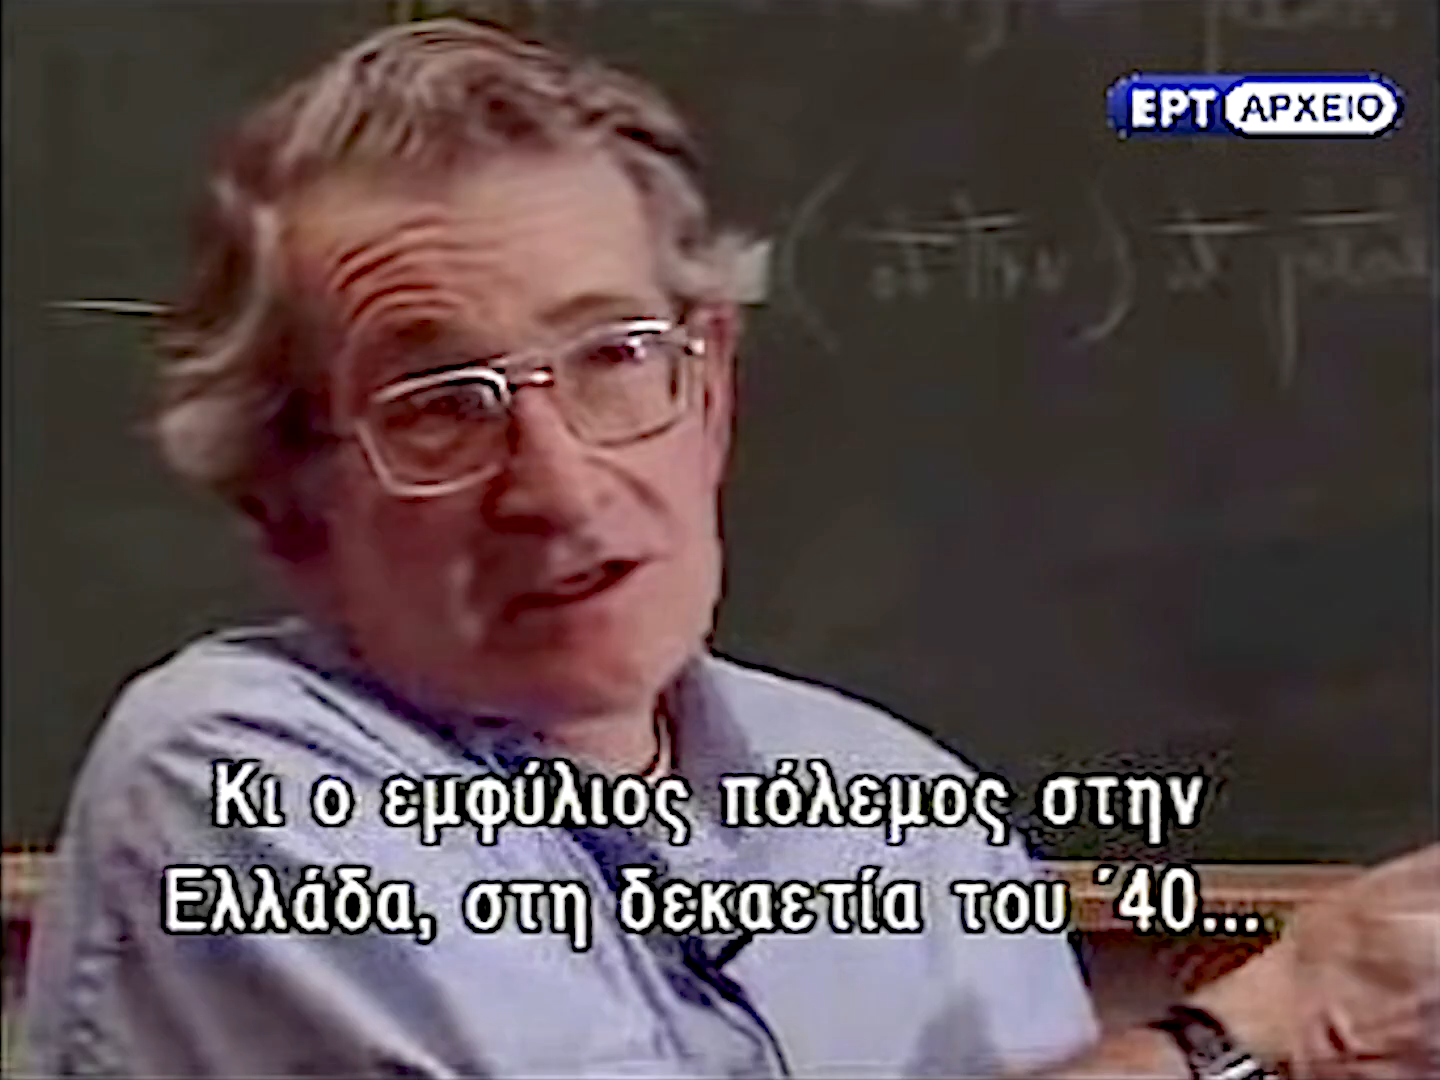 ΕΡΤ ΑΡΧΕΙΟ
Κι ο εμφύλιος πόλεμος στην
Ελλάδα, στη δεκαετία του ΄40...